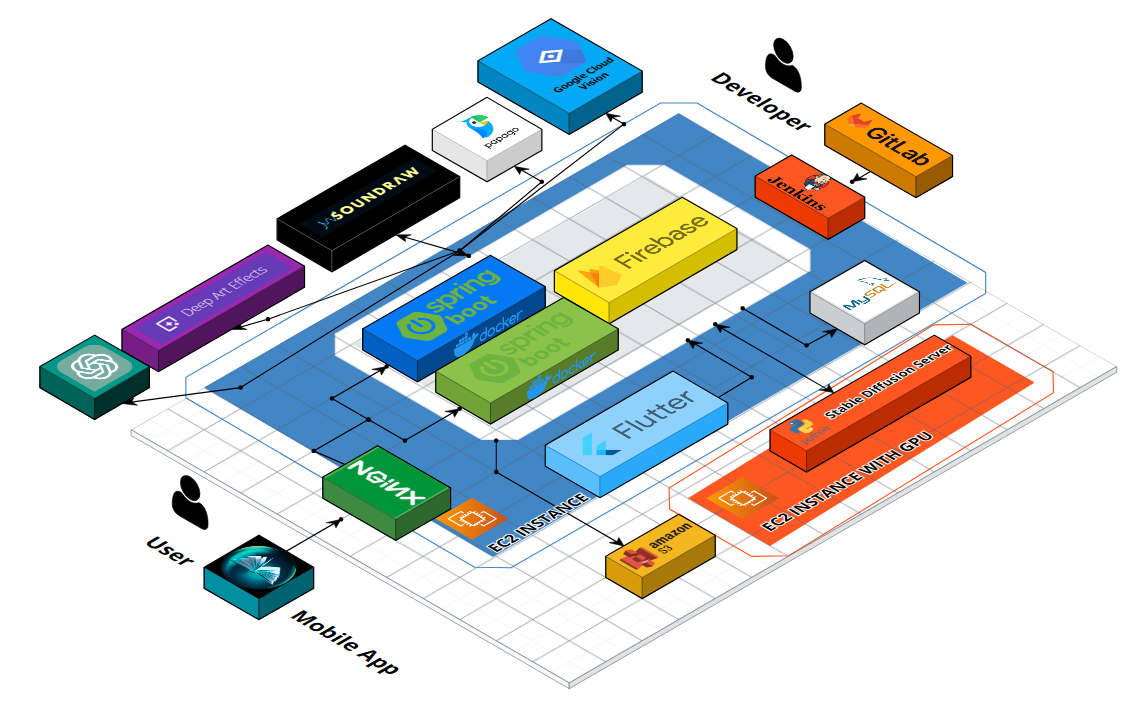 Google Cloud
Vision
Developer
papago
GitLab
Jenkins
SOUNDRAW
Firebase
Deep Art Effects
spring
boot
docker
MySQL
spring
boot
docker
Stable Diffusion Server
Flutter
python
NGiNX
EC2 INSTANCE WITH GPU
EC2 INSTANCE
amazon
S3
User
Mobile App